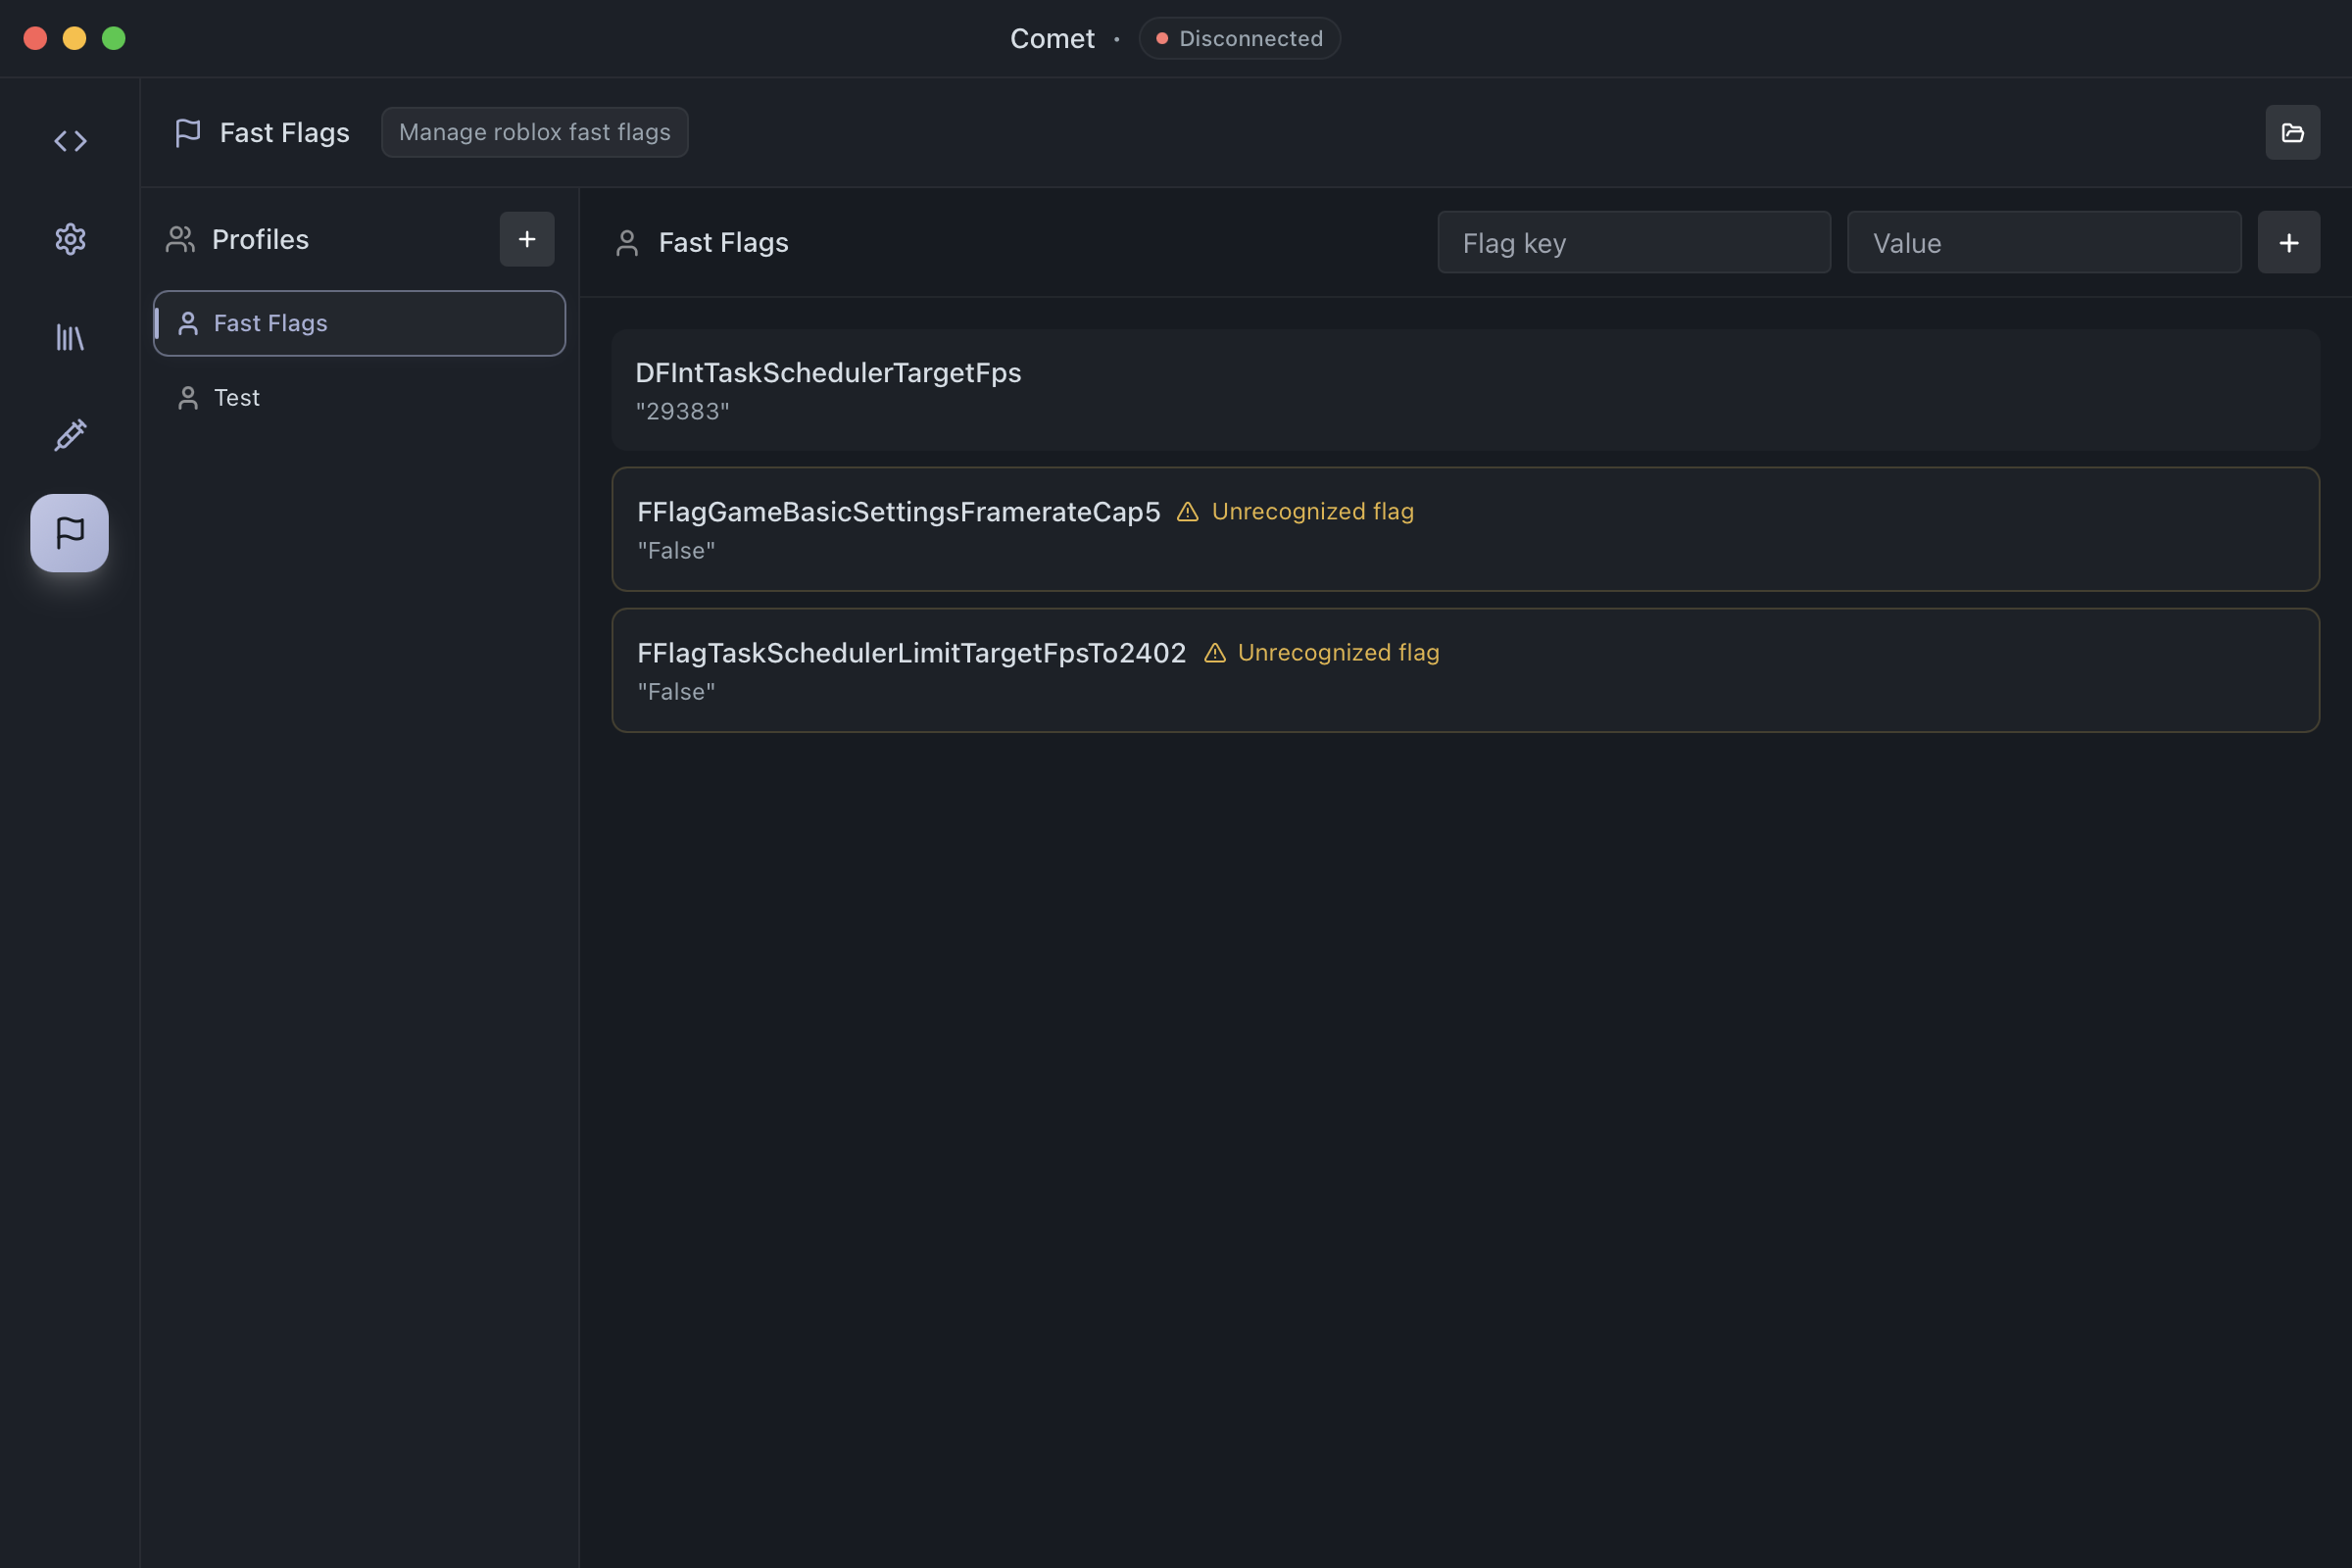 Comet · Disconnected
Fast Flags Manage roblox fast flags
Profiles
Fast Flags
Test
Fast Flags Flag key Value
DFIntTaskSchedulerTargetFps
"29383"
FFlagGameBasicSettingsFramerateCap5 Unrecognized flag
"False"
FFlagTaskSchedulerLimitTargetFpsTo2402 Unrecognized flag
"False"